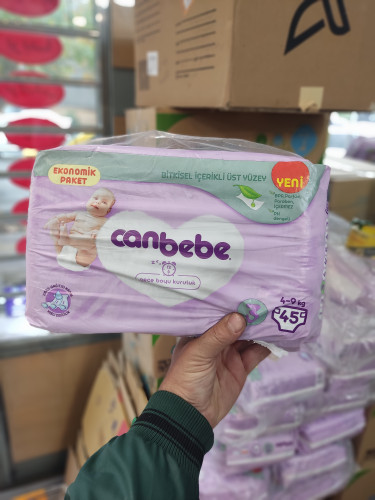 EKONOMİK
PAKET
BİTKİSEL İÇERİKLİ ÜST YÜZEY
YENİ
canbebe
gece boyu kuruluk
4-9 kg
45